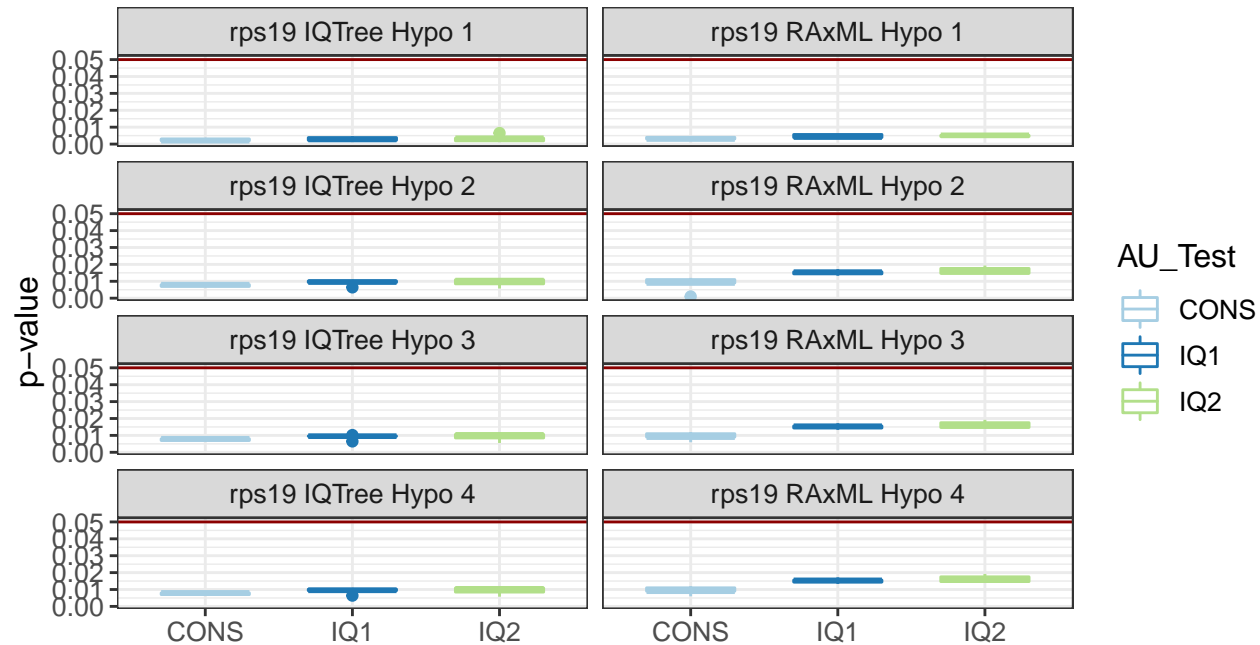 rps19 IQTree Hypo 1
rps19 RAxML Hypo 1
0.05
0.04
0.03
0.02
0.01
0.00
rps19 IQTree Hypo 2
rps19 RAxML Hypo 2
0.05
0.04
0.03
0.02
0.01
0.00
rps19 IQTree Hypo 3
rps19 RAxML Hypo 3
0.05
0.04
0.03
0.02
0.01
0.00
rps19 IQTree Hypo 4
rps19 RAxML Hypo 4
0.05
0.04
0.03
0.02
0.01
0.00
p−value
CONS IQ1 IQ2
CONS IQ1 IQ2
AU_Test
CONS
IQ1
IQ2